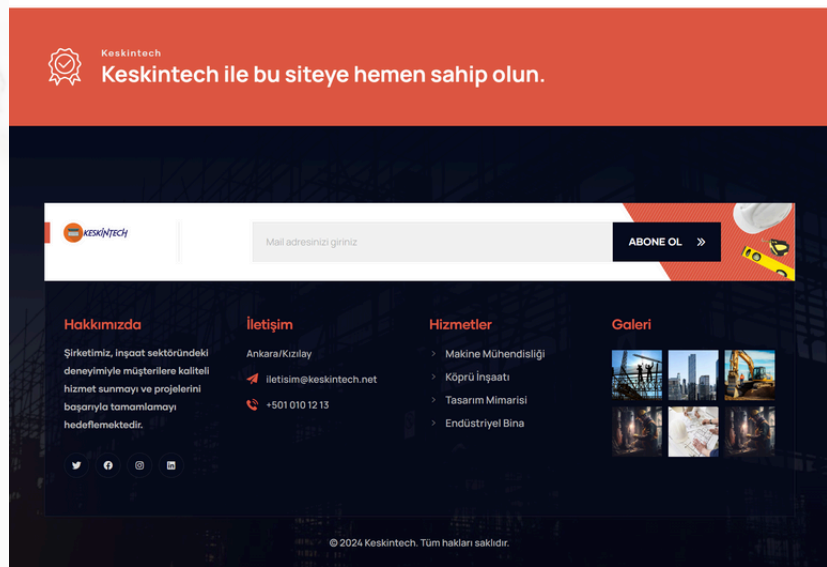 Keskintech
Keskintech ile bu siteye hemen sahip olun.
KESKİNTECH
Mail adresinizi giriniz
ABONE OL
Hakkımızda
Şirketimiz, inşaat sektöründeki
deneyimiyle müşterilere kaliteli
hizmet sunmayı ve projelerini
başarıyla tamamlamayı
hedeflemektedir.
İletişim
Ankara/Kızılay
iletisim@keskintech.net
+501 010 12 13
Hizmetler
Makine Mühendisliği
Köprü İnşaatı
Tasarım Mimarisi
Endüstriyel Bina
Galeri
© 2024 Keskintech. Tüm hakları saklıdır.